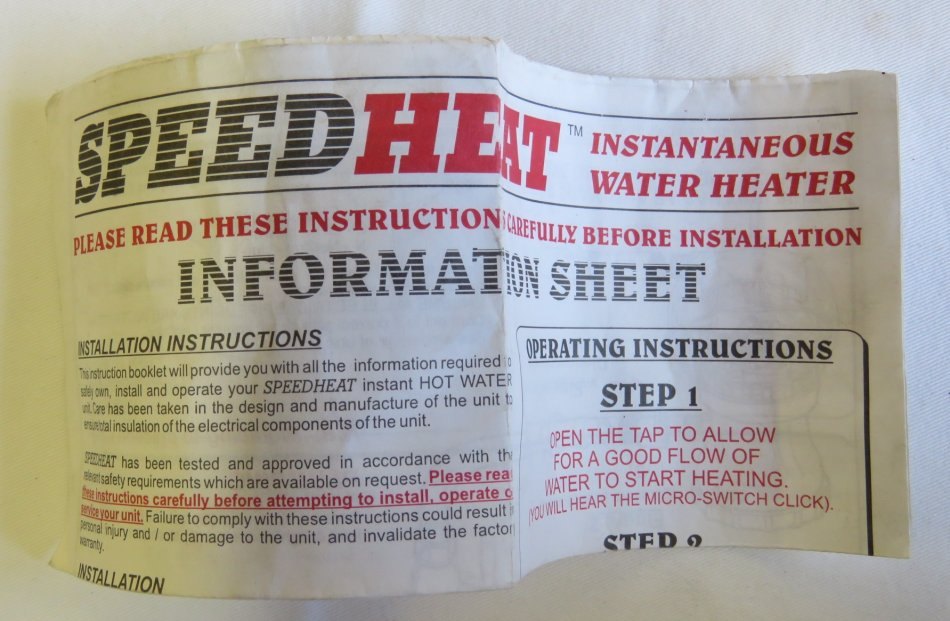 SPEEDHEAT™ INSTANTANEOUS
WATER HEATER
PLEASE READ THESE INSTRUCTIONS CAREFULLY BEFORE INSTALLATION
INFORMATION SHEET
INSTALLATION INSTRUCTIONS
This instruction booklet will provide you with all the information required to
safely own, install and operate your SPEEDHEAT instant HOT WATER
unit. Care has been taken in the design and manufacture of the unit to
ensure total insulation of the electrical components of the unit.
SPEEDHEAT has been tested and approved in accordance with the
relevant safety requirements which are available on request. Please read
these instructions carefully before attempting to install, operate o
service your unit. Failure to comply with these instructions could result i
personal injury and / or damage to the unit, and invalidate the factor
warranty.
INSTALLATION
OPERATING INSTRUCTIONS
STEP 1
OPEN THE TAP TO ALLOW
FOR A GOOD FLOW OF
WATER TO START HEATING.
(YOU WILL HEAR THE MICRO-SWITCH CLICK).
STEP 2